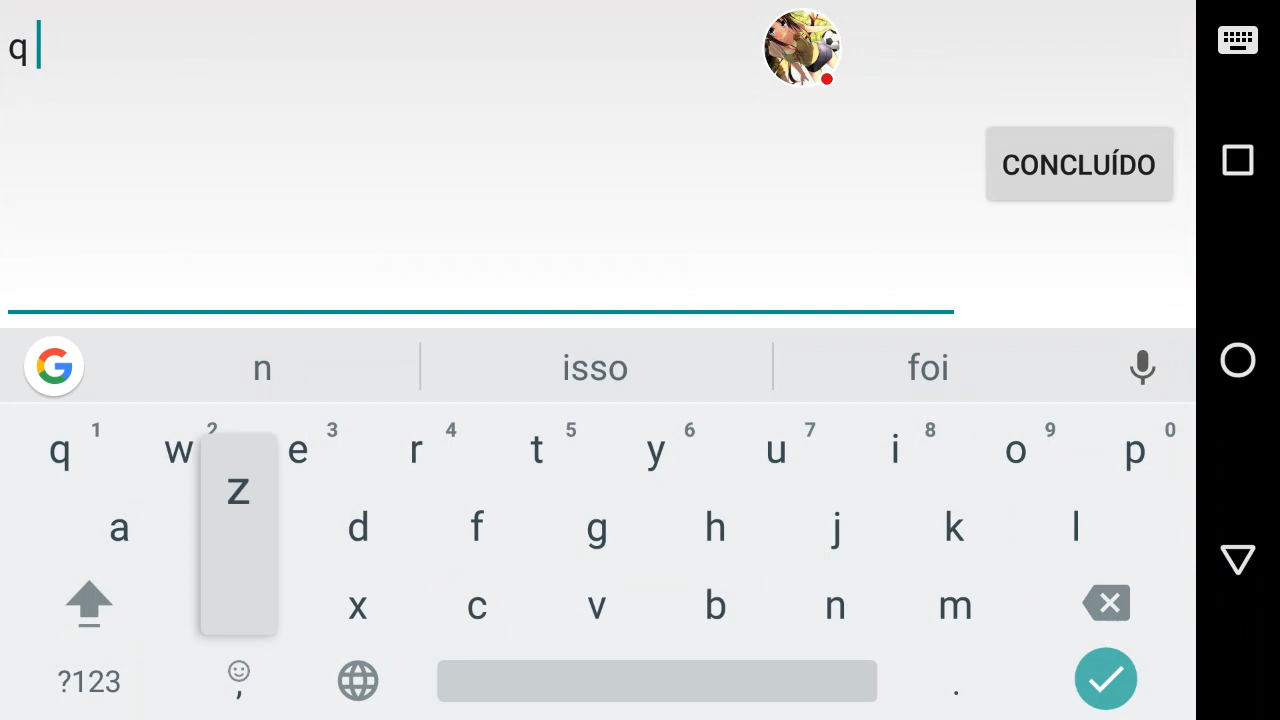 q
CONCLUÍDO
n isso foi
q 1 w 2 e 3 r 4 t 5 y 6 u 7 i 8 o 9 p 0
a z d f g h j k l
x c v b n m
?123 , .